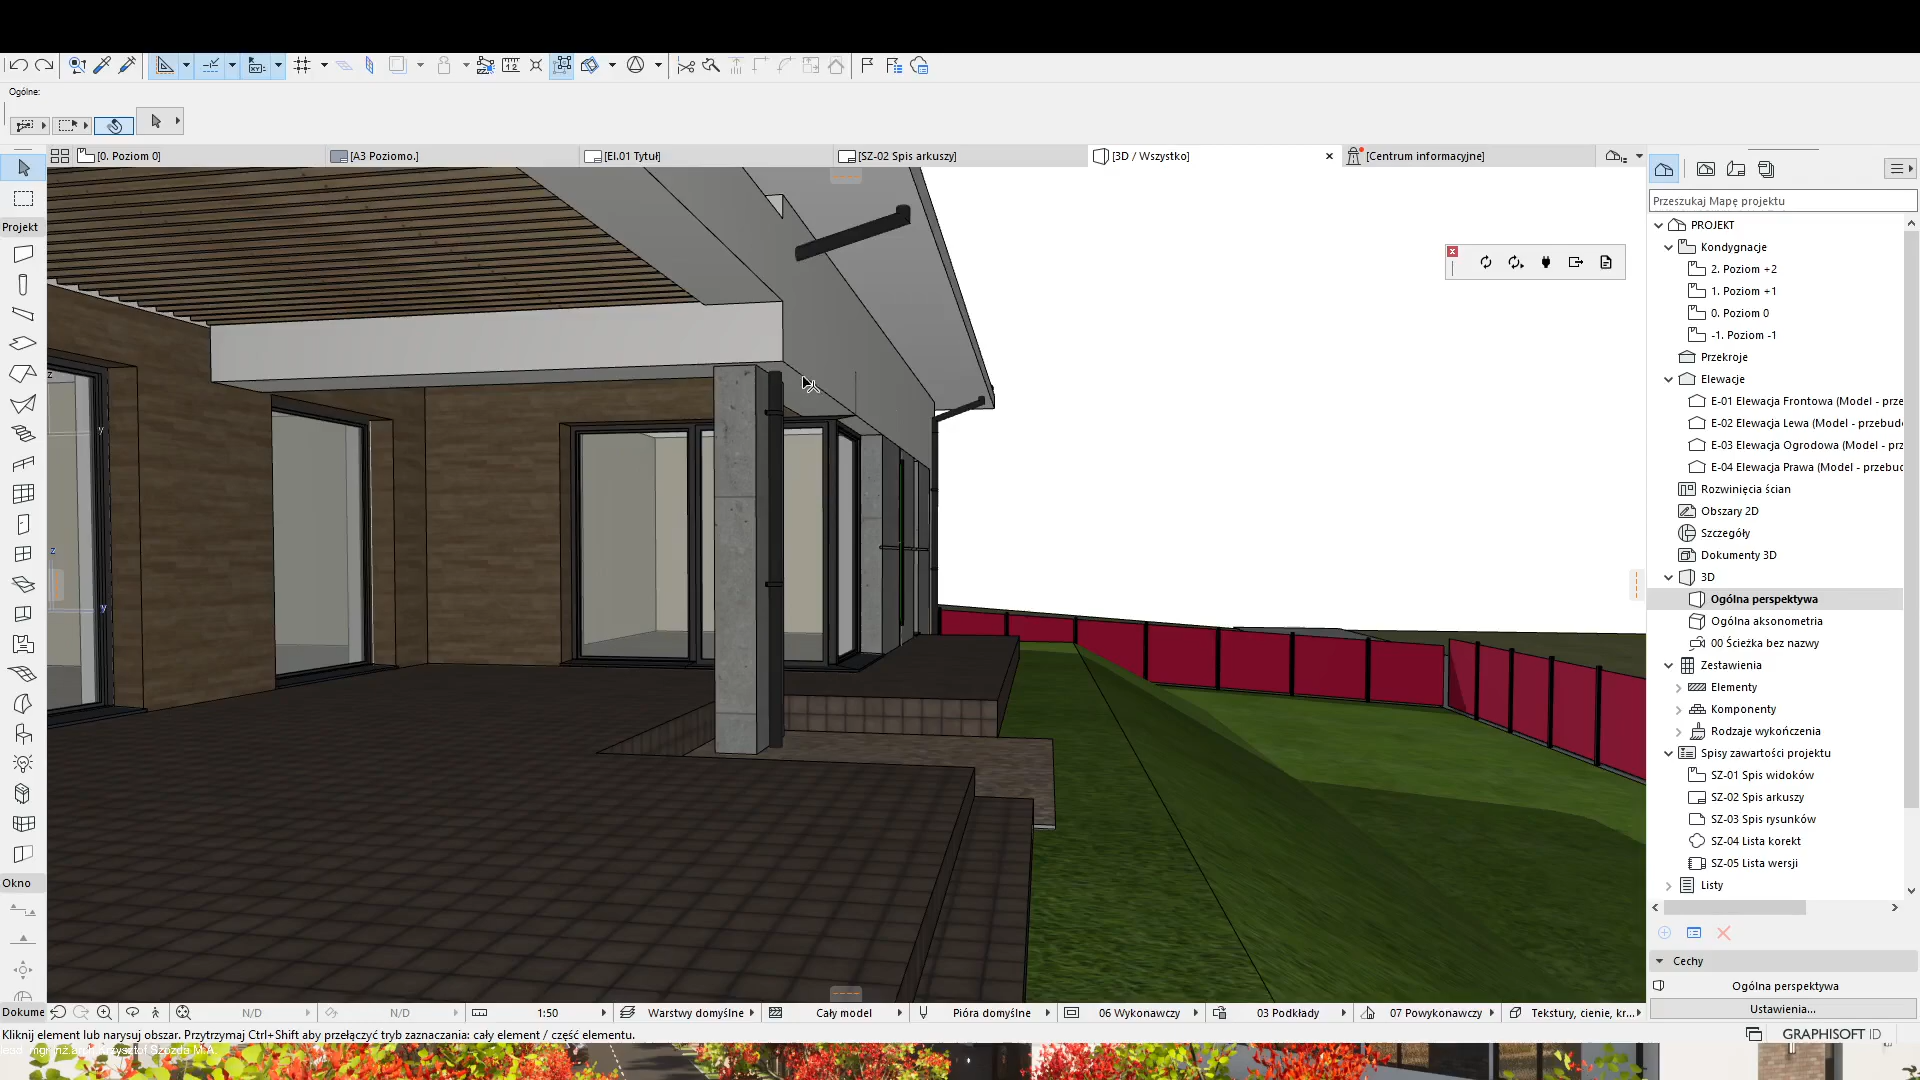 Ogólne:
[0. Poziom 0]
[A3 Poziomo.]
[El.01 Tytuł]
[SZ-02 Spis arkuszy]
[3D / Wszystko]
[Centrum informacyjne]
Projekt
Okno
Dokume
Przeszukaj Mapę projektu
PROJEKT
Kondygnacje
2. Poziom +2
1. Poziom +1
0. Poziom 0
-1. Poziom -1
Przekroje
Elewacje
E-01 Elewacja Frontowa (Model - prze
E-02 Elewacja Lewa (Model - przebud
E-03 Elewacja Ogrodowa (Model - prz
E-04 Elewacja Prawa (Model - przebuc
Rozwinięcia ścian
Obszary 2D
Szczegóły
Dokumenty 3D
3D
Ogólna perspektywa
Ogólna aksonometria
00 Ścieżka bez nazwy
Zestawienia
Elementy
Komponenty
Rodzaje wykończenia
Spisy zawartości projektu
SZ-01 Spis widoków
SZ-02 Spis arkuszy
SZ-03 Spis rysunków
SZ-04 Lista korekt
SZ-05 Lista wersji
Listy
Cechy
Ogólna perspektywa
Ustawienia...
z
y
z
y
N/D
N/D
1:50
Warstwy domyślne
Cały model
Pióra domyślne
06 Wykonawczy
03 Podkłady
07 Powykonawczy
Tekstury, cienie, kr...
Kliknij element lub narysuj obszar. Przytrzymaj Ctrl+Shift aby przełączyć tryb zaznaczania: cały element / część elementu.
GRAPHISOFT ID